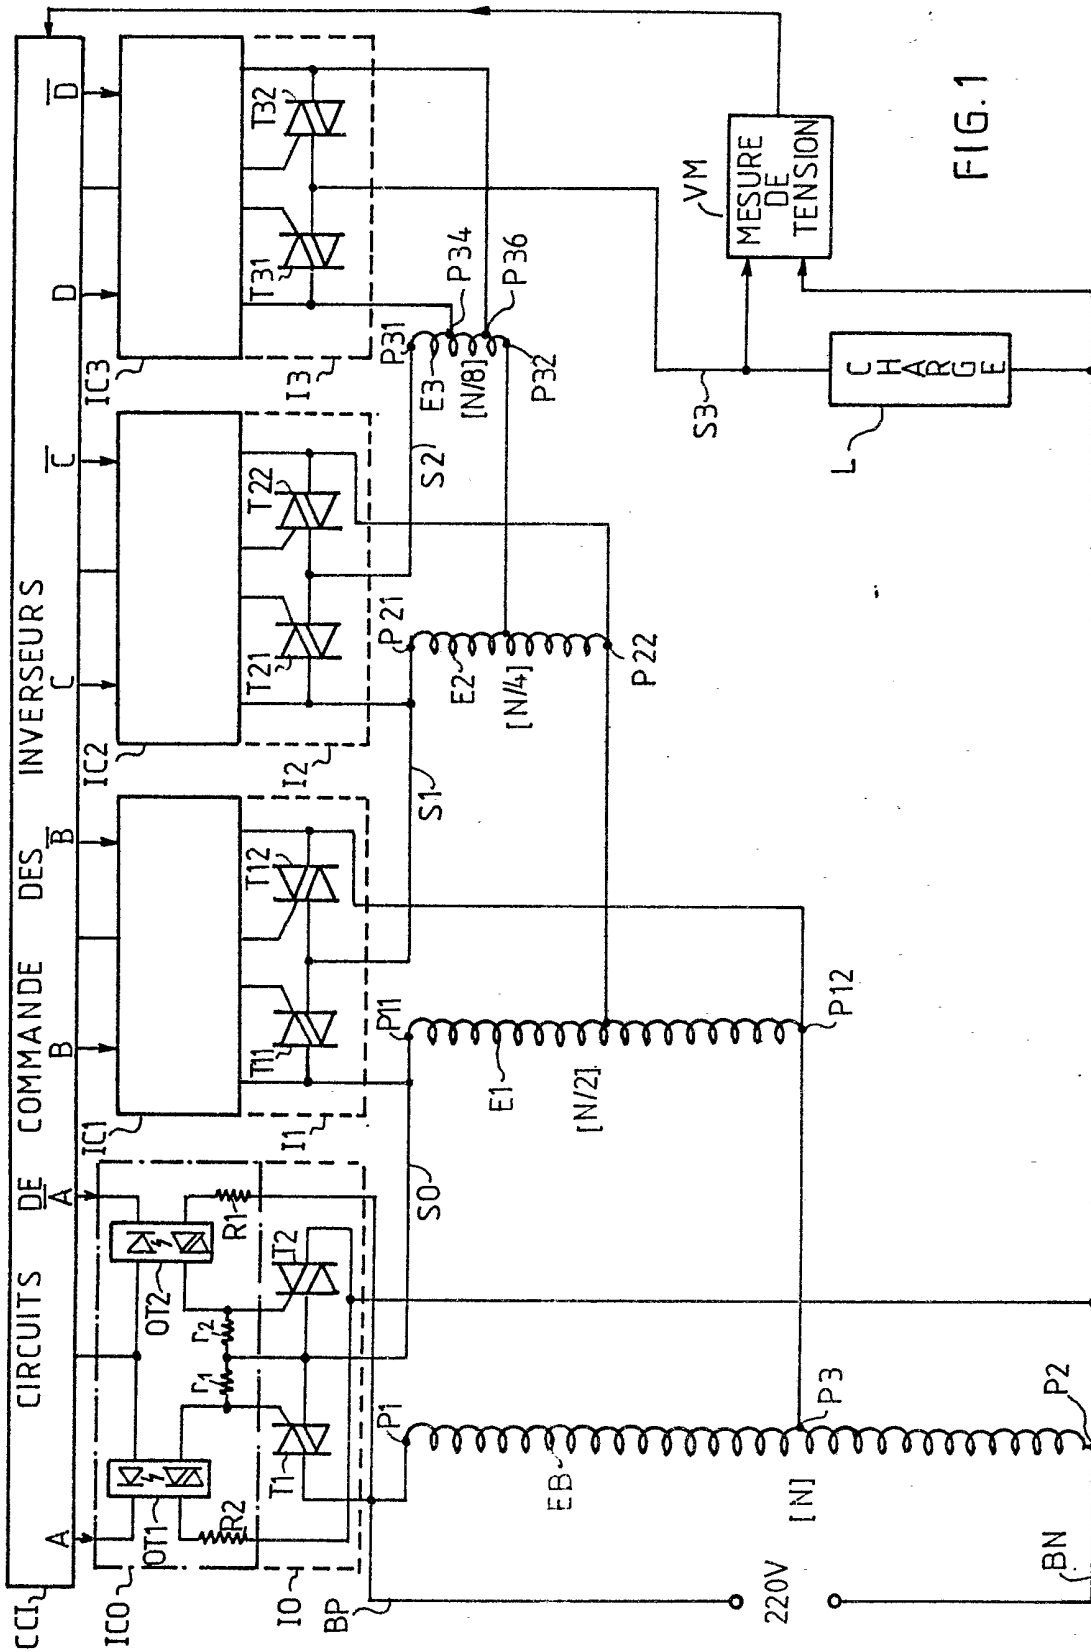 CIRCUITS DE COMMANDE DES INVERSEURS
CCI
A
A
B
B
C
C
D
D
IC0
IC1
IC2
IC3
OT1
OT2
R2
r1
r2
R1
T1
T2
T11
T12
T21
T22
T31
T32
I0
I1
I2
I3
BP
S0
S1
S2
P1
P11
P21
P31
EB
[N]
P3
P2
E1
[N/2]
P12
E2
[N/4]
P22
E3
[N/8]
P34
P36
P32
S3
220V
BN
L
CHARGE
VM
MESURE
DE
TENSION
FIG.1